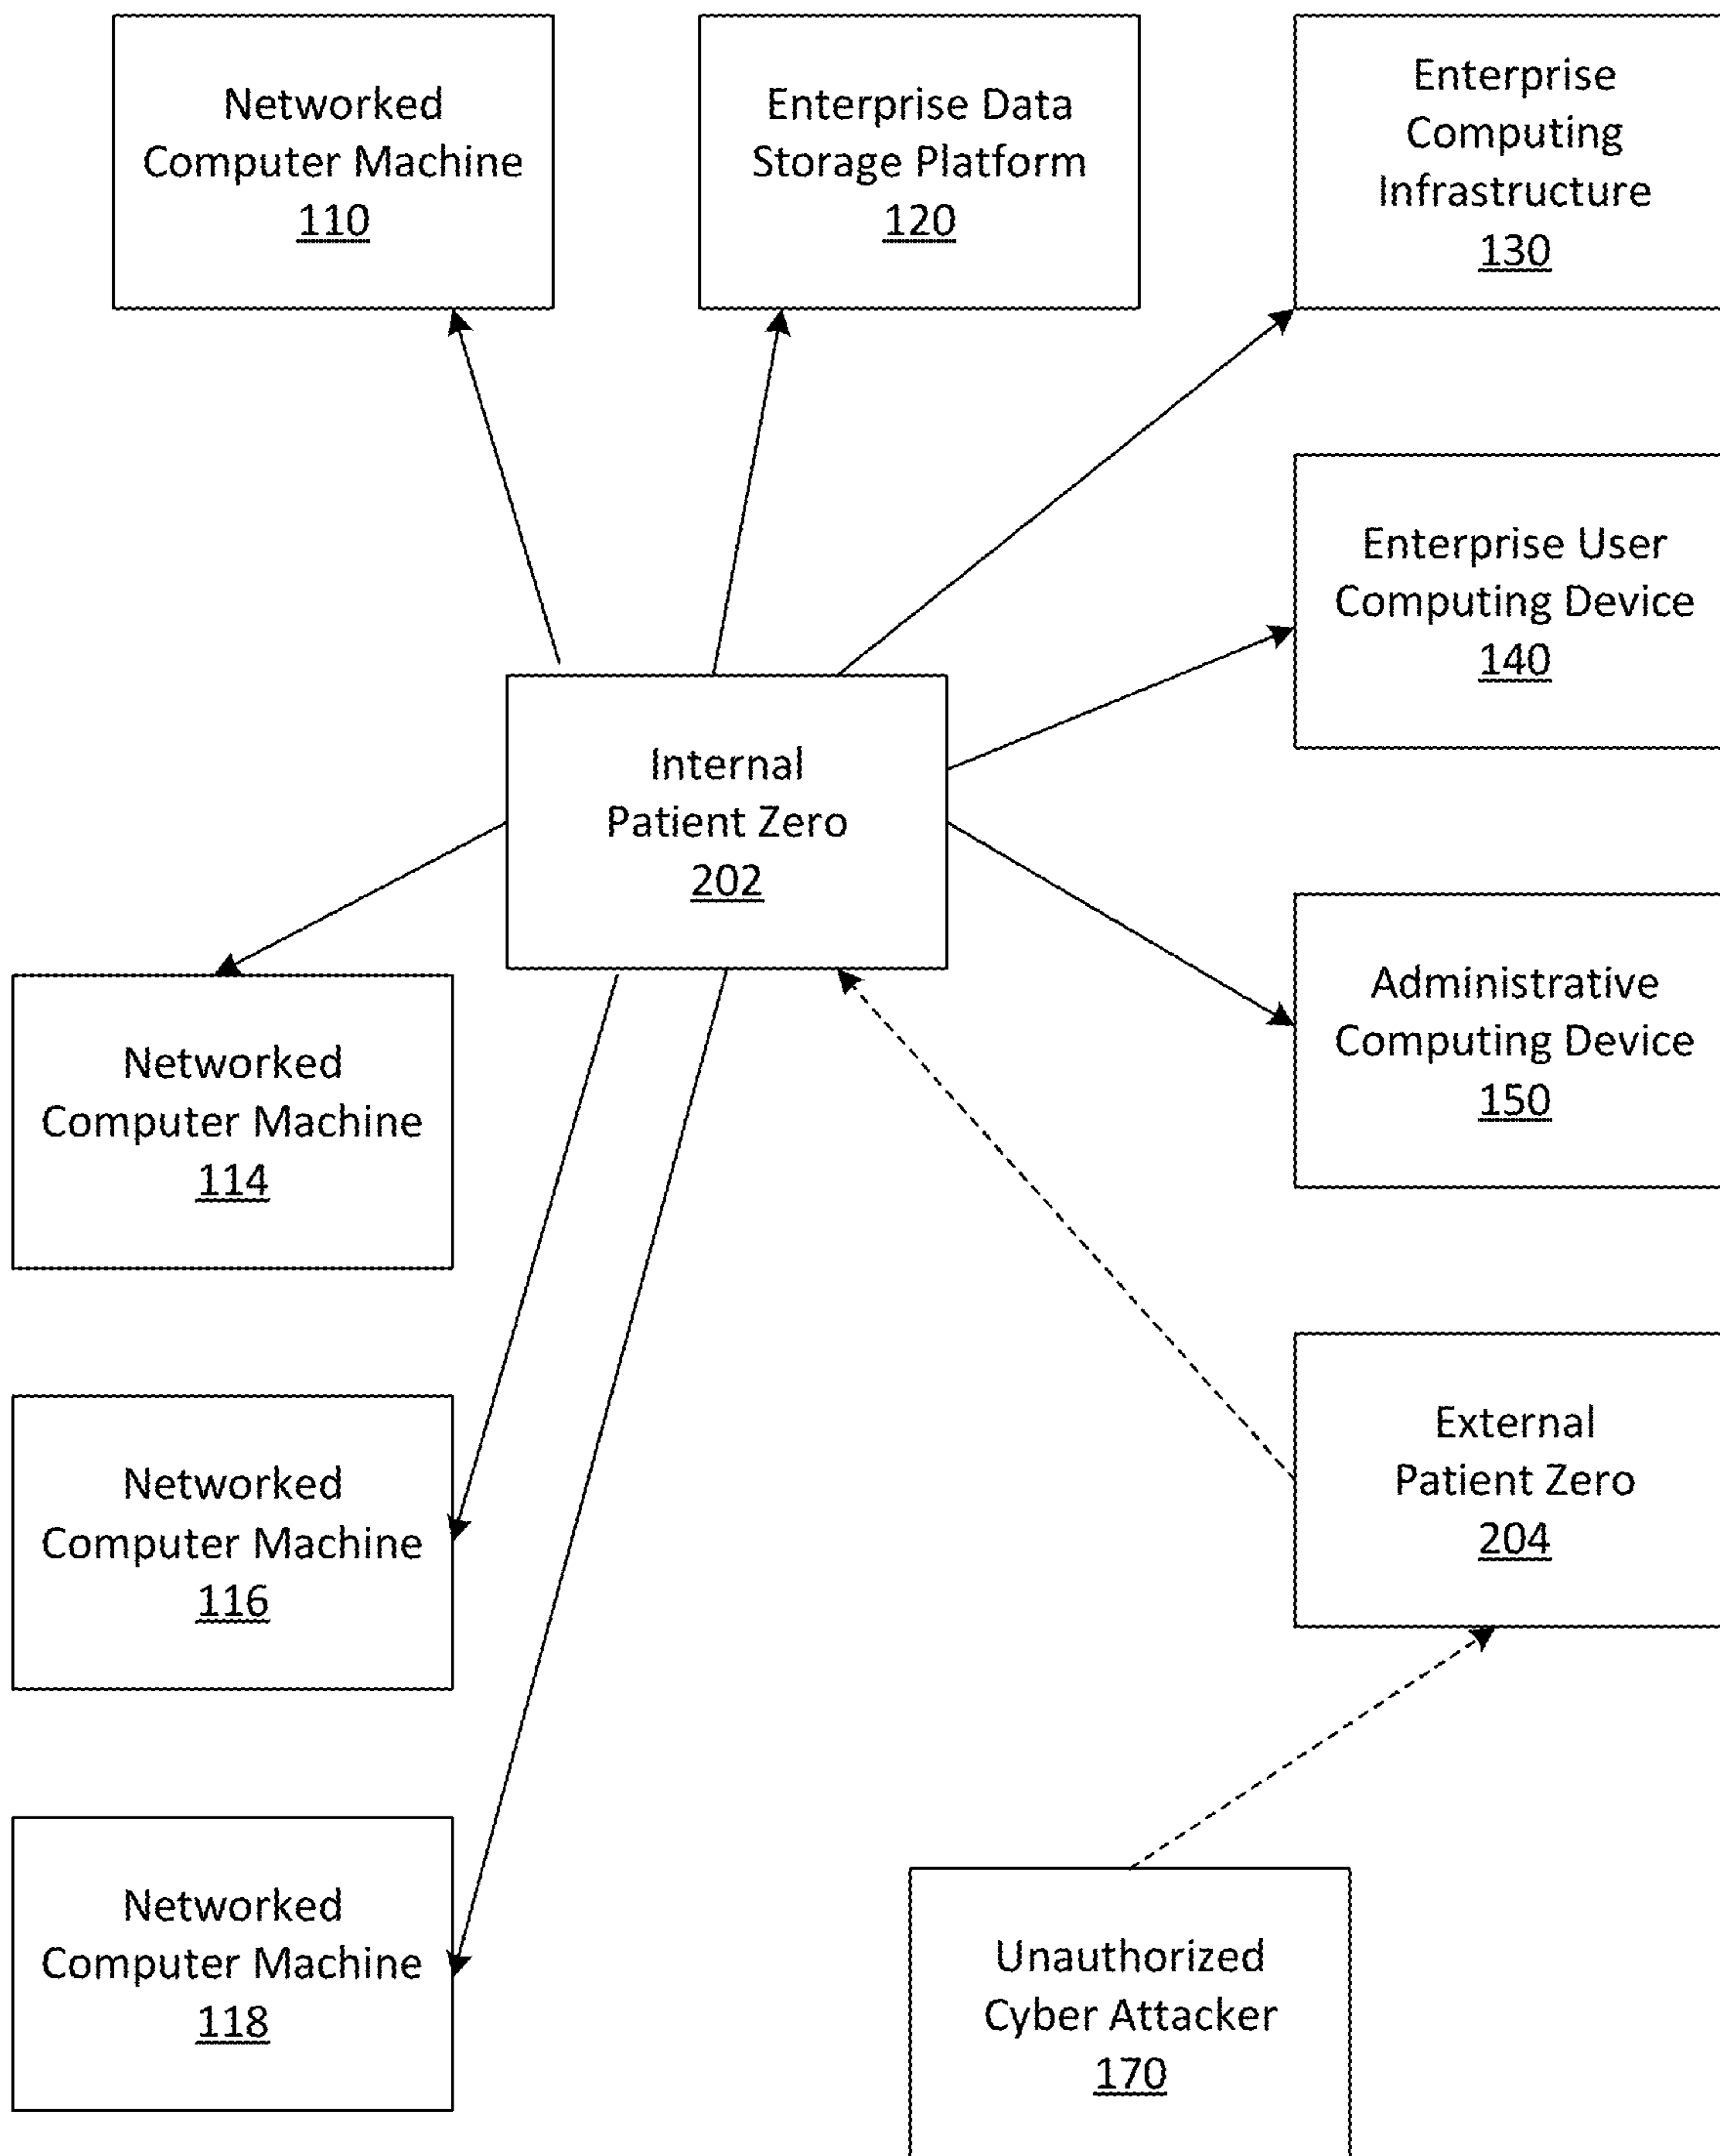 Networked
Computer Machine
110
Enterprise Data
Storage Platform
120
Enterprise
Computing
Infrastructure
130
Enterprise User
Computing Device
140
Internal
Patient Zero
202
Administrative
Computing Device
150
Networked
Computer Machine
114
External
Patient Zero
204
Networked
Computer Machine
116
Networked
Computer Machine
118
Unauthorized
Cyber Attacker
170